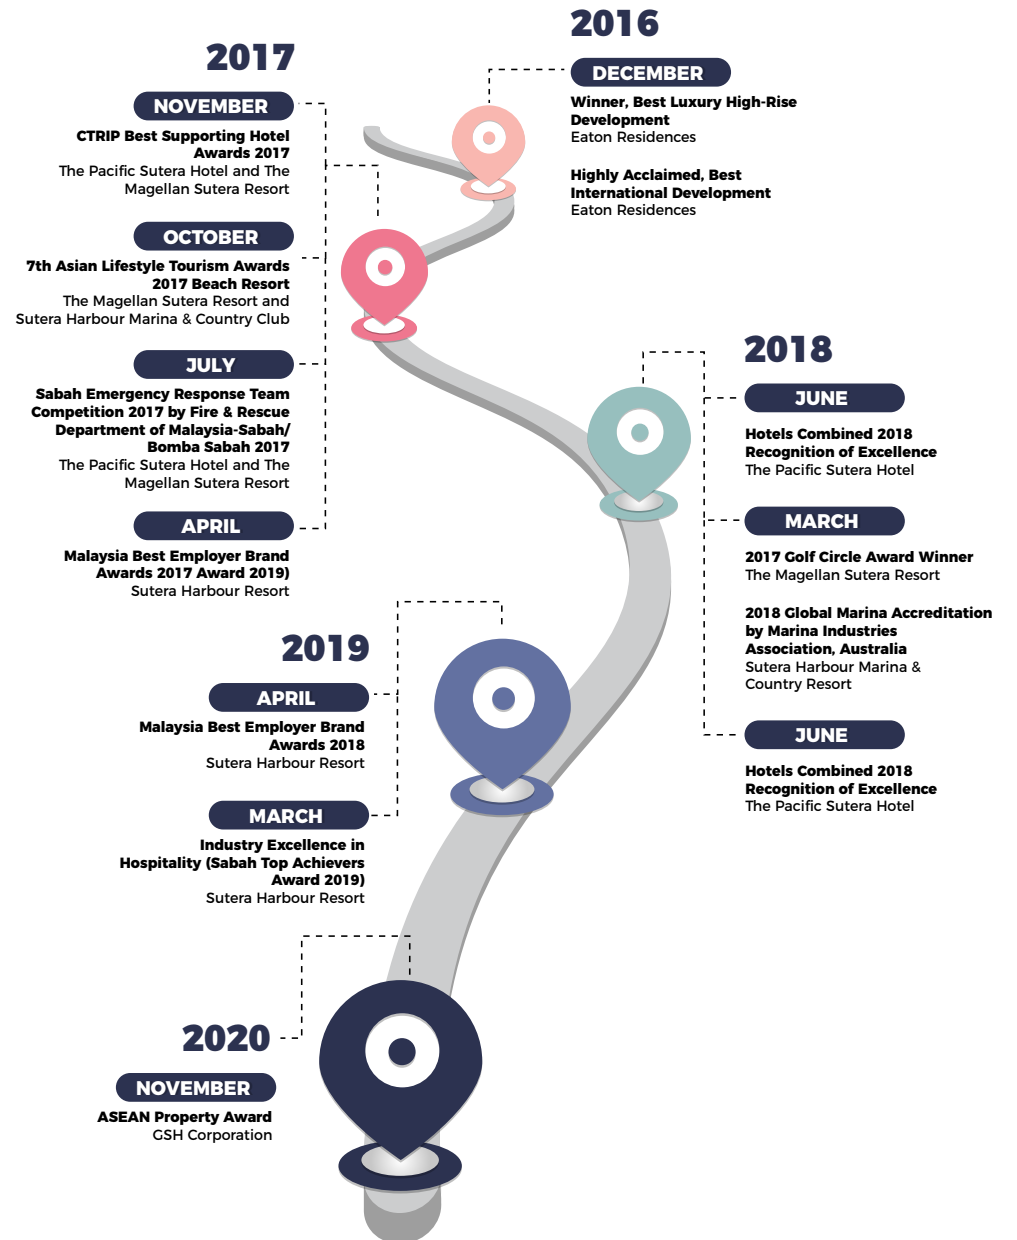 2016
DECEMBER
Winner, Best Luxury High-Rise
Development
Eaton Residences
Highly Acclaimed, Best
International Development
Eaton Residences
2017
NOVEMBER
CTRIP Best Supporting Hotel
Awards 2017
The Pacific Sutera Hotel and The
Magellan Sutera Resort
OCTOBER
7th Asian Lifestyle Tourism Awards
2017 Beach Resort
The Magellan Sutera Resort and
Sutera Harbour Marina & Country Club
JULY
Sabah Emergency Response Team
Competition 2017 by Fire & Rescue
Department of Malaysia-Sabah/
Bomba Sabah 2017
The Pacific Sutera Hotel and The
Magellan Sutera Resort
APRIL
Malaysia Best Employer Brand
Awards 2017 Award 2019)
Sutera Harbour Resort
2018
JUNE
Hotels Combined 2018
Recognition of Excellence
The Pacific Sutera Hotel
MARCH
2017 Golf Circle Award Winner
The Magellan Sutera Resort
2018 Global Marina Accreditation
by Marina Industries
Association, Australia
Sutera Harbour Marina &
Country Resort
JUNE
Hotels Combined 2018
Recognition of Excellence
The Pacific Sutera Hotel
2019
APRIL
Malaysia Best Employer Brand
Awards 2018
Sutera Harbour Resort
MARCH
Industry Excellence in
Hospitality (Sabah Top Achievers
Award 2019)
Sutera Harbour Resort
2020
NOVEMBER
ASEAN Property Award
GSH Corporation